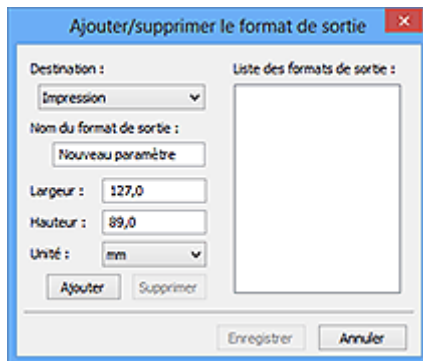 Ajouter/supprimer le format de sortie
Destination :
Impression
Nom du format de sortie :
Nouveau paramètre
Largeur : 127,0
Hauteur : 89,0
Unité : mm
Ajouter Supprimer
Liste des formats de sortie :
Enregistrer Annuler